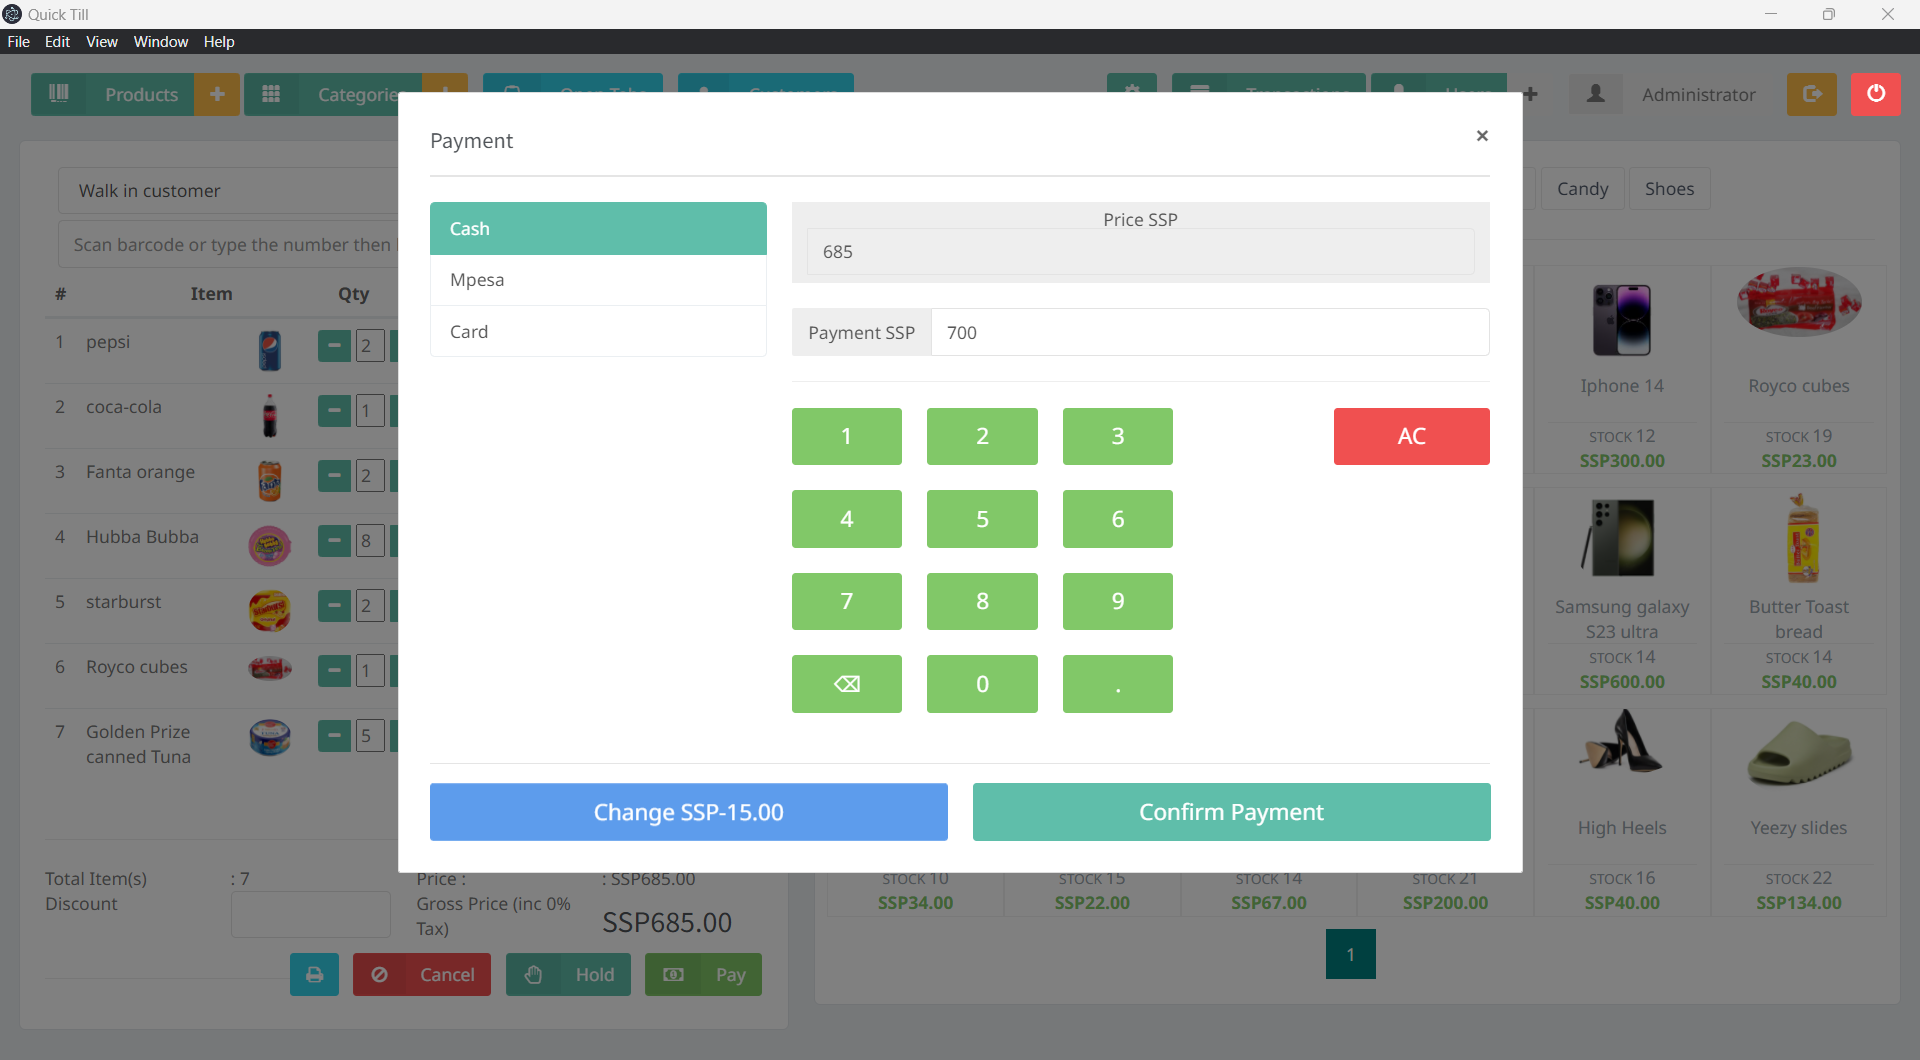 Quick Till
File Edit View Window Help
Products + Categorie
Administrator
Payment ×
Walk in customer
Scan barcode or type the number then
# Item Qty
1 pepsi 2
2 coca-cola 1
3 Fanta orange 2
4 Hubba Bubba 8
5 starburst 2
6 Royco cubes 1
7 Golden Prize 5
canned Tuna
Total Item(s) : 7
Discount
Price : : SSP685.00
Gross Price (inc 0%
Tax)
SSP685.00
Cancel Hold Pay
Cash
Mpesa
Card
Price SSP
685
Payment SSP 700
1 2 3 AC
4 5 6
7 8 9
⌫ 0 .
Change SSP-15.00 Confirm Payment
Candy Shoes
Iphone 14
STOCK 12
SSP300.00
Royco cubes
STOCK 19
SSP23.00
Samsung galaxy
S23 ultra
STOCK 14
SSP600.00
Butter Toast
bread
STOCK 14
SSP40.00
High Heels
STOCK 16
SSP40.00
Yeezy slides
STOCK 22
SSP134.00
STOCK 10
SSP34.00
STOCK 15
SSP22.00
STOCK 14
SSP67.00
STOCK 21
SSP200.00
1